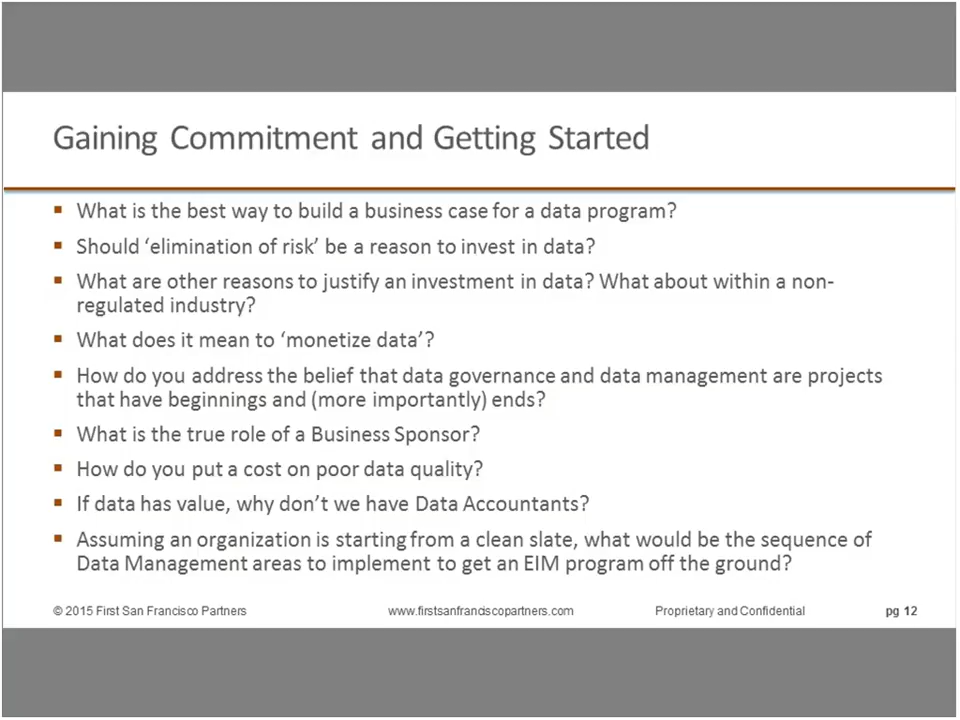 Gaining Commitment and Getting Started
▪ What is the best way to build a business case for a data program?
▪ Should ‘elimination of risk’ be a reason to invest in data?
▪ What are other reasons to justify an investment in data? What about within a non-
regulated industry?
▪ What does it mean to ‘monetize data’?
▪ How do you address the belief that data governance and data management are projects
that have beginnings and (more importantly) ends?
▪ What is the true role of a Business Sponsor?
▪ How do you put a cost on poor data quality?
▪ If data has value, why don’t we have Data Accountants?
▪ Assuming an organization is starting from a clean slate, what would be the sequence of
Data Management areas to implement to get an EIM program off the ground?
© 2015 First San Francisco Partners www.firstsanfranciscopartners.com Proprietary and Confidential pg 12